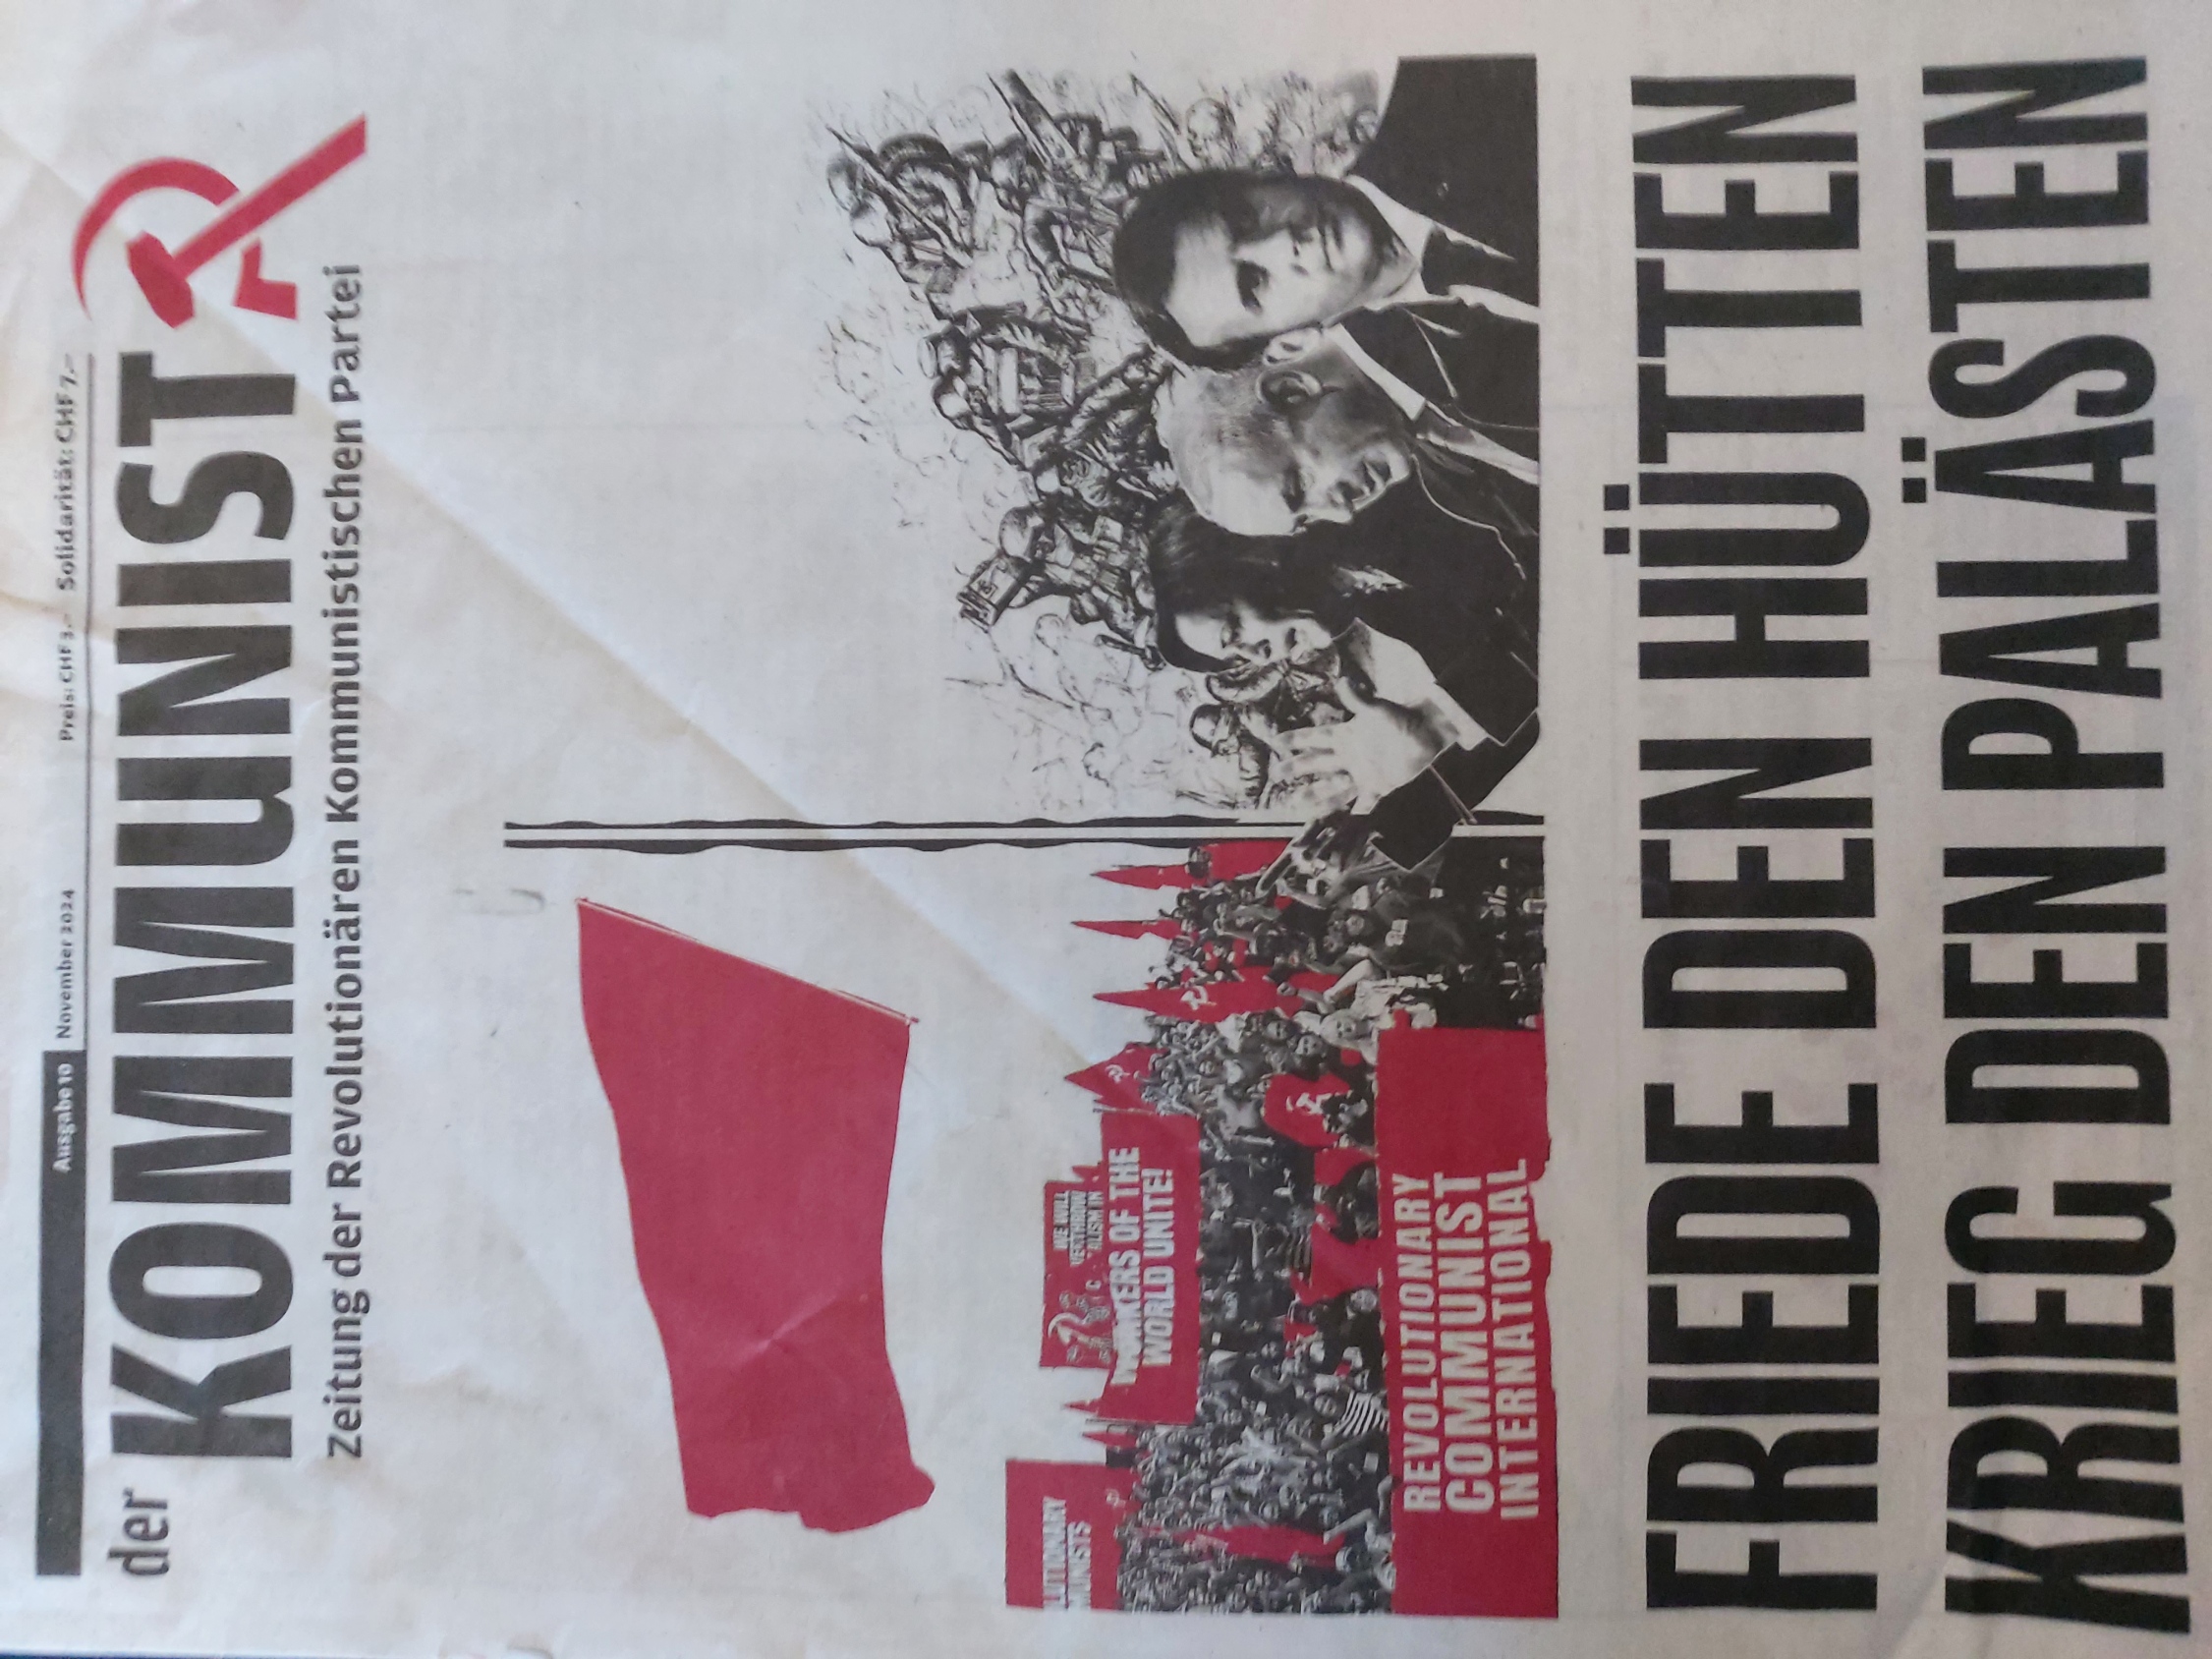 Ausgabe 10 November 2024 Preis: CHF 3.– Solidarität: CHF 7.–
der KOMMUNIST
Zeitung der Revolutionären Kommunistischen Partei
LUTIONARY
MUNISTS
WE WILL
VERTHROW
ALISM IN
WORKERS OF THE
WORLD UNITE!
REVOLUTIONARY
COMMUNIST
INTERNATIONAL
FRIEDE DEN HÜTTEN
KRIEG DEN PALÄSTEN